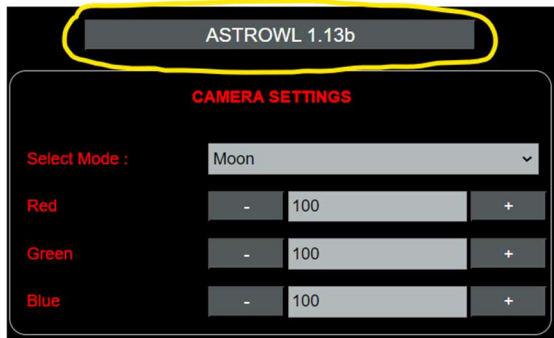 ASTROWL 1.13b
CAMERA SETTINGS
Select Mode : Moon
Red - 100 +
Green - 100 +
Blue - 100 +